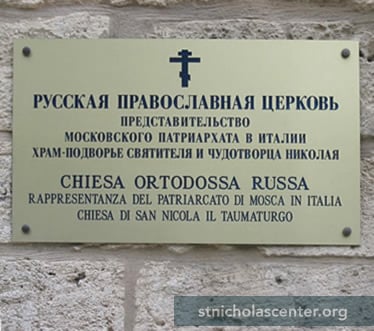 РУССКАЯ ПРАВОСЛАВНАЯ ЦЕРКОВЬ
ПРЕДСТАВИТЕЛЬСТВО
МОСКОВСКОГО ПАТРИАРХАТА В ИТАЛИИ
ХРАМ-ПОДВОРЬЕ СВЯТИТЕЛЯ И ЧУДОТВОРЦА НИКОЛАЯ
CHIESA ORTODOSSA RUSSA
RAPPRESENTANZA DEL PATRIARCATO DI MOSCA IN ITALIA
CHIESA DI SAN NICOLA IL TAUMATURGO
stnicholascenter.org